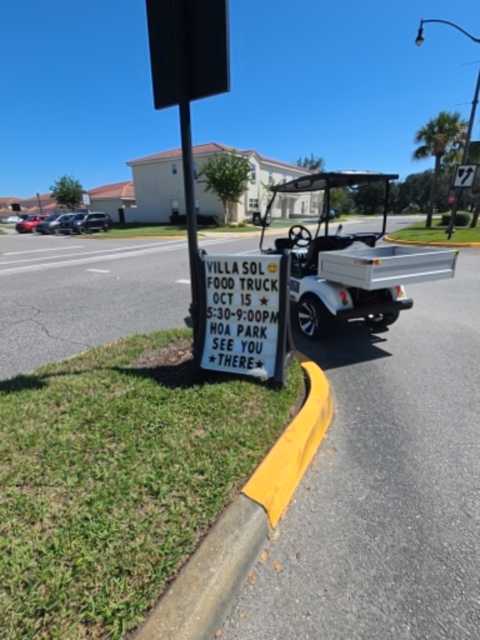 VILLA SOL
FOOD TRUCK
OCT 15 ★
5:30-9:00PM
HOA PARK
SEE YOU
★THERE★